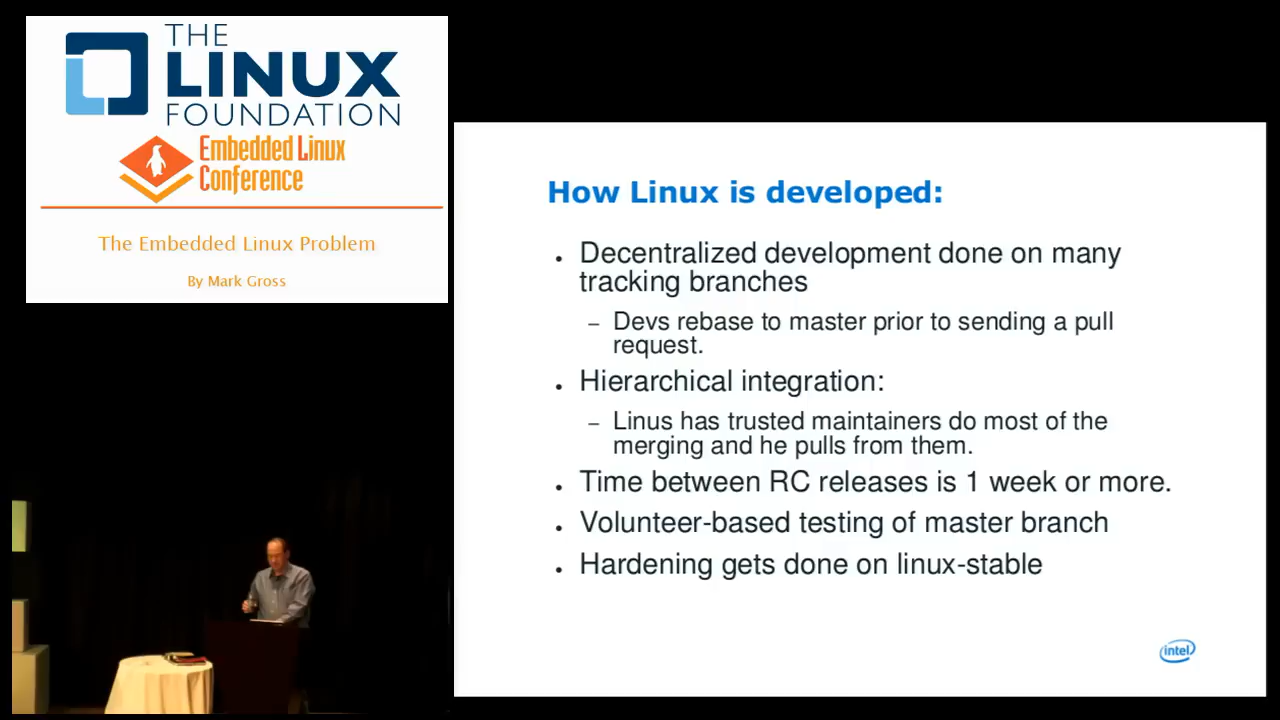 THE
LINUX
FOUNDATION
Embedded Linux
Conference
The Embedded Linux Problem
By Mark Gross
How Linux is developed:
• Decentralized development done on many
tracking branches
– Devs rebase to master prior to sending a pull
request.
• Hierarchical integration:
– Linus has trusted maintainers do most of the
merging and he pulls from them.
• Time between RC releases is 1 week or more.
• Volunteer-based testing of master branch
• Hardening gets done on linux-stable
intel